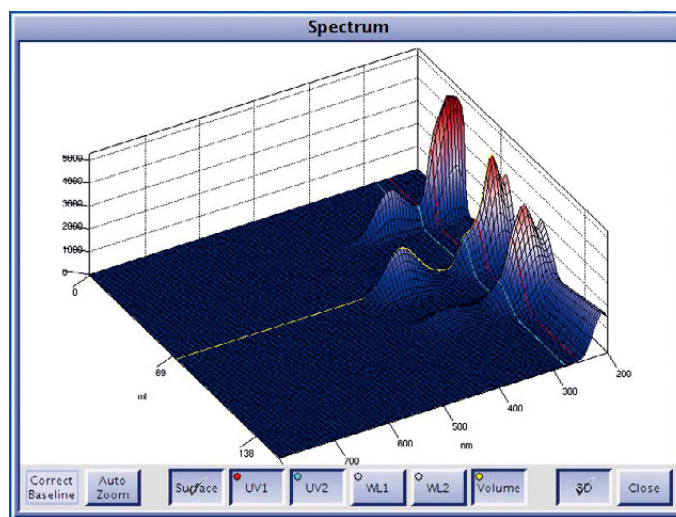 Spectrum
5000
4000
3000
2000
1000
0
0
69
ml
138
700
600
500
nm
400
300
200
Correct Baseline
Auto Zoom
Surface
UV1
UV2
WL1
WL2
Volume
3D
Close